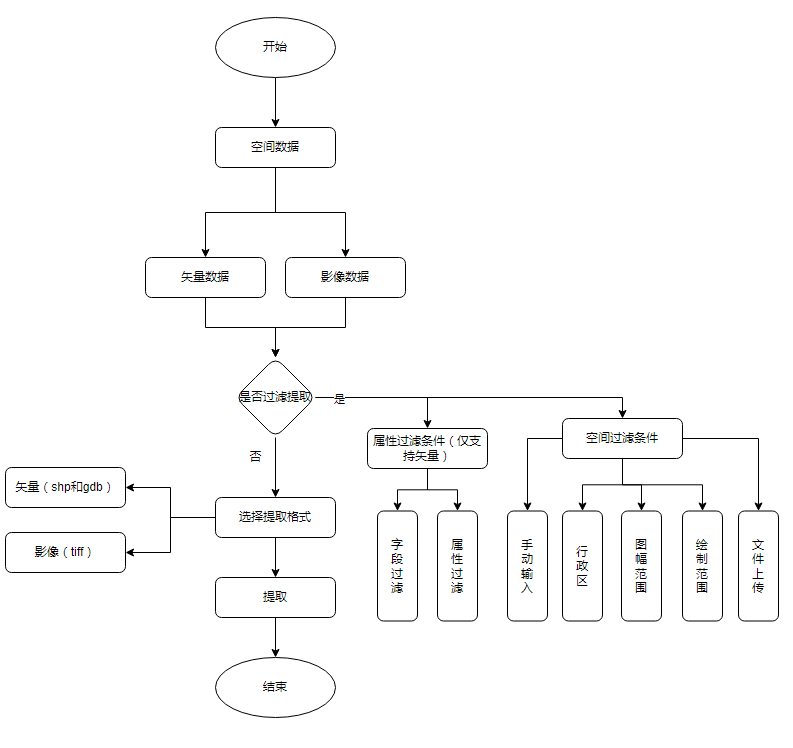 开始
空间数据
矢量数据
影像数据
是否过滤提取
是
属性过滤条件（仅支
持矢量）
空间过滤条件
否
矢量（shp和gdb）
选择提取格式
影像（tiff）
字段过滤
属性过滤
手动输入
行政区
图幅范围
绘制范围
文件上传
提取
结束